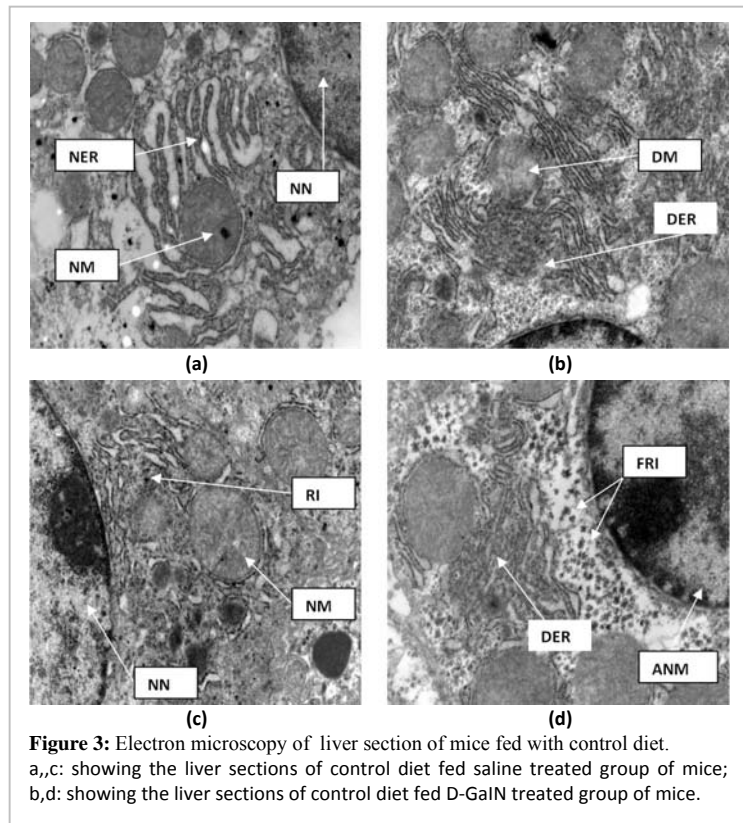 NER
NN
NM
(a)
DM
DER
(b)
RI
NM
NN
(c)
FRI
DER
ANM
(d)
Figure 3: Electron microscopy of liver section of mice fed with control diet.
a,,c: showing the liver sections of control diet fed saline treated group of mice;
b,d: showing the liver sections of control diet fed D-GalN treated group of mice.